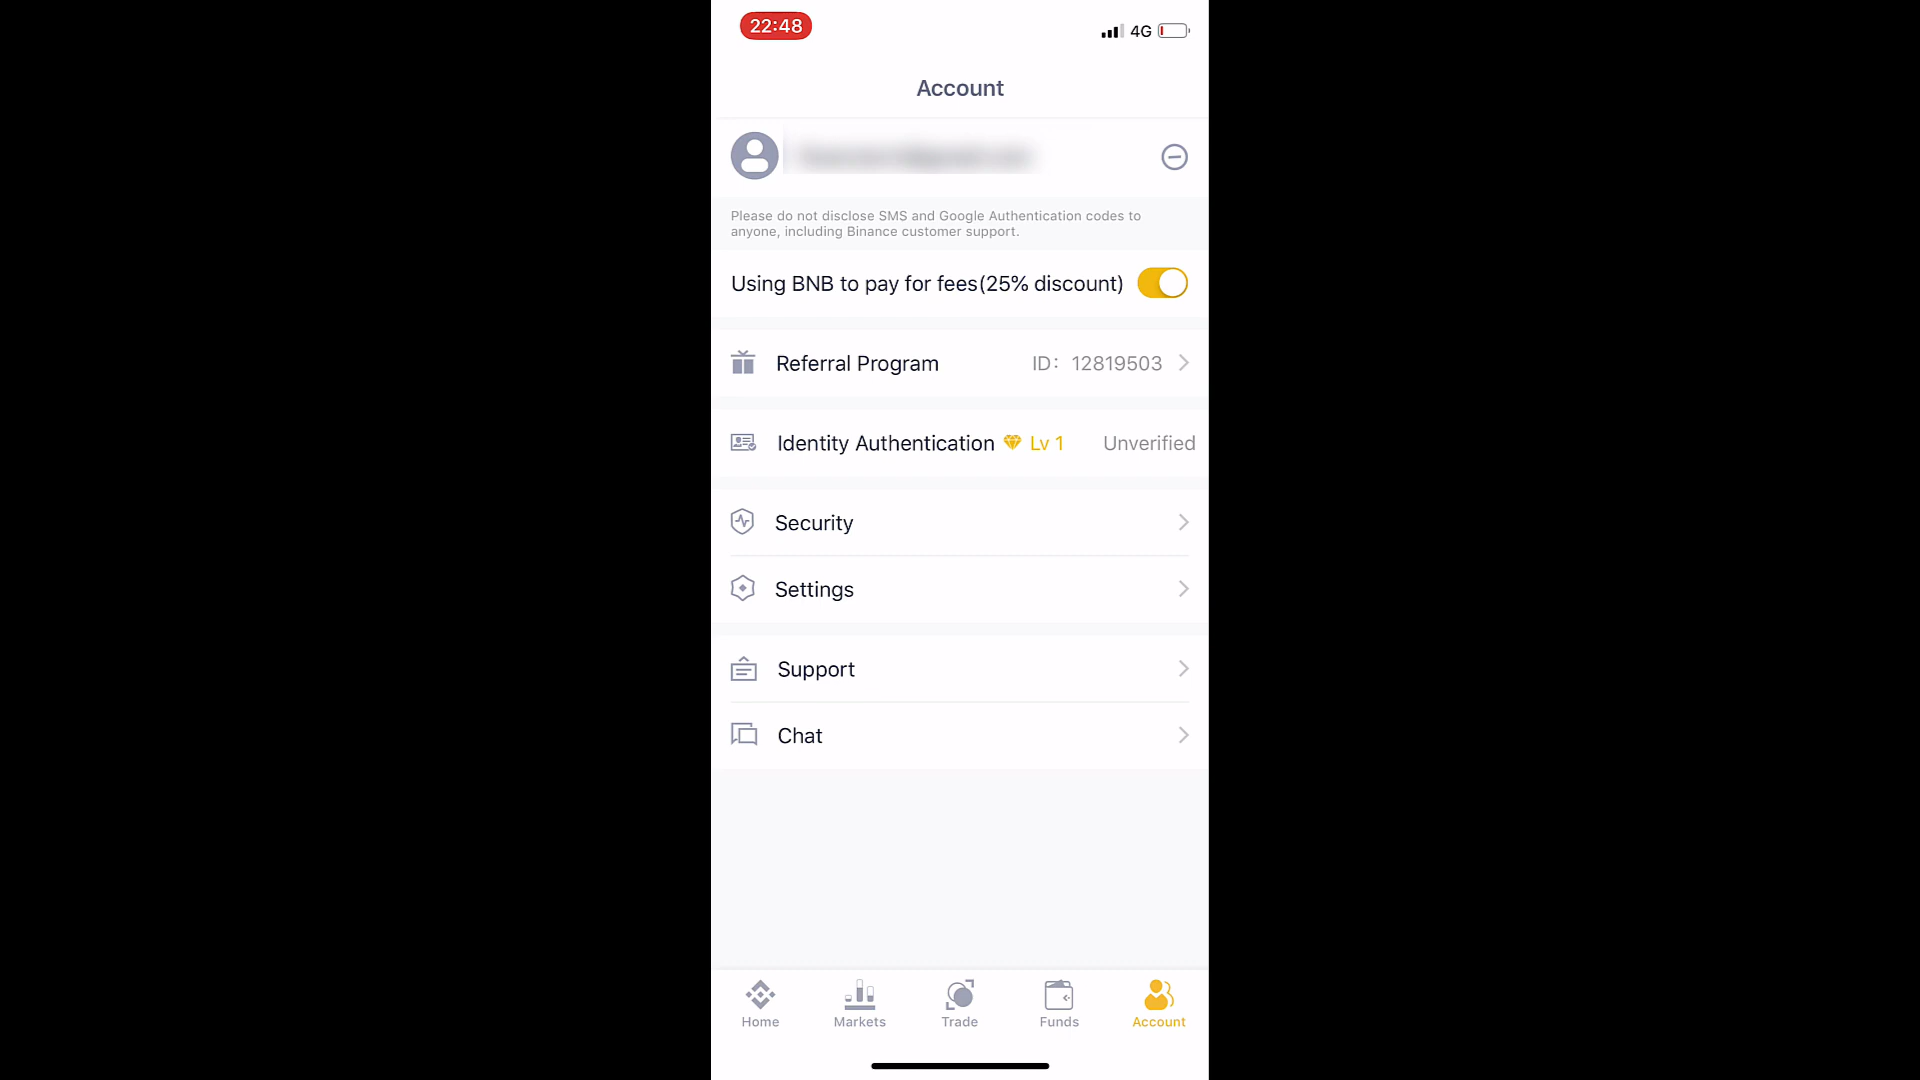 22:48
4G
Account
Please do not disclose SMS and Google Authentication codes to
anyone, including Binance customer support.
Using BNB to pay for fees(25% discount)
Referral Program ID: 12819503
Identity Authentication Lv 1 Unverified
Security
Settings
Support
Chat
Home Markets Trade Funds Account